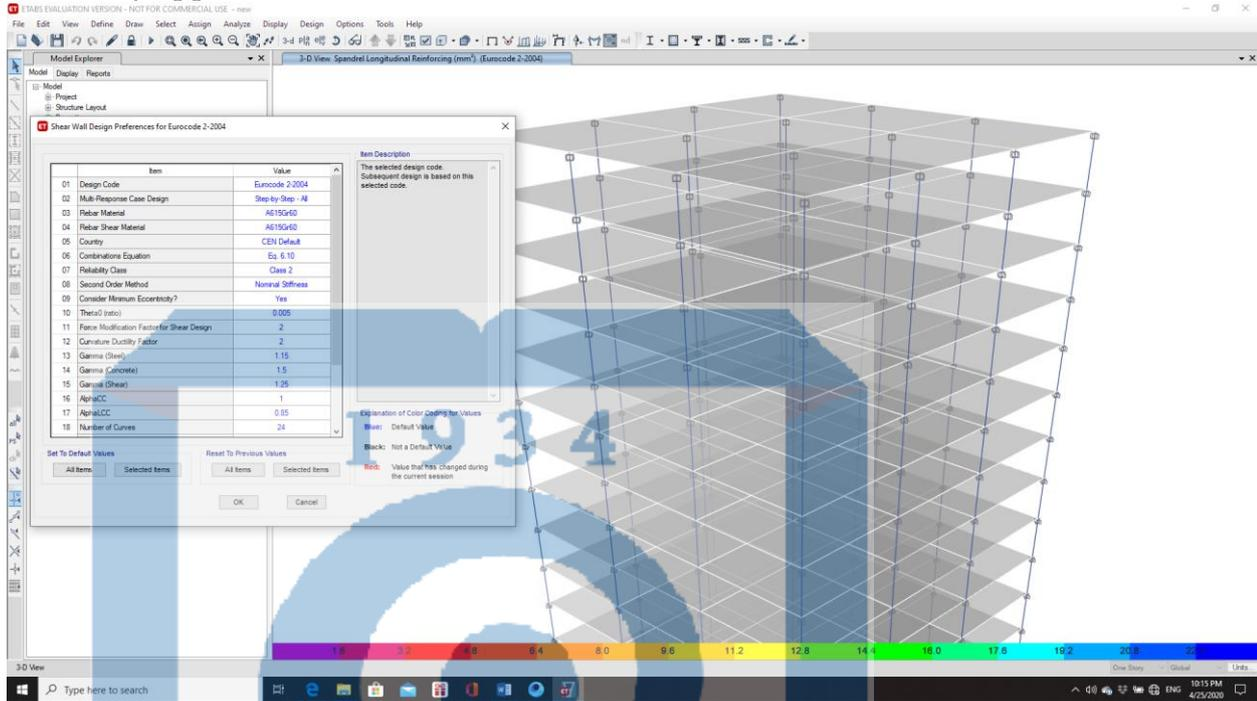 ETABS EVALUATION VERSION - NOT FOR COMMERCIAL USE - new
File Edit View Define Draw Select Assign Analyze Display Design Options Tools Help
Model Explorer
3-D View Spandrel Longitudinal Reinforcing (mm²) (Eurocode 2-2004)
Model Display Reports
Model
Project
Structure Layout
Shear Wall Design Preferences for Eurocode 2-2004
Item Value
01 Design Code Eurocode 2-2004
02 Multi-Response Case Design Step-by-Step - All
03 Rebar Material A615Gr60
04 Rebar Shear Material A615Gr60
05 Country CEN Default
06 Combinations Equation Eq. 6.10
07 Reliability Class Class 2
08 Second Order Method Nominal Stiffness
09 Consider Minimum Eccentricity? Yes
10 Theta0 (ratio) 0.005
11 Force Modification Factor for Shear Design 2
12 Curvature Ductility Factor 2
13 Gamma (Steel) 1.15
14 Gamma (Concrete) 1.5
15 Gamma (Shear) 1.25
16 AlphaCC 1
17 AlphaLCC 0.85
18 Number of Curves 24
Item Description
The selected design code.
Subsequent design is based on this
selected code.
Explanation of Color Coding for Values
Blue: Default Value
Black: Not a Default Value
Red: Value that has changed during
the current session
Set To Default Values
All Items Selected Items
Reset To Previous Values
All Items Selected Items
OK Cancel
1934
1.6 3.2 4.8 6.4 8.0 9.6 11.2 12.8 14.4 16.0 17.6 19.2 20.8
3-D View
One Story Global Units...
Type here to search
ENG
10:15 PM
4/25/2020